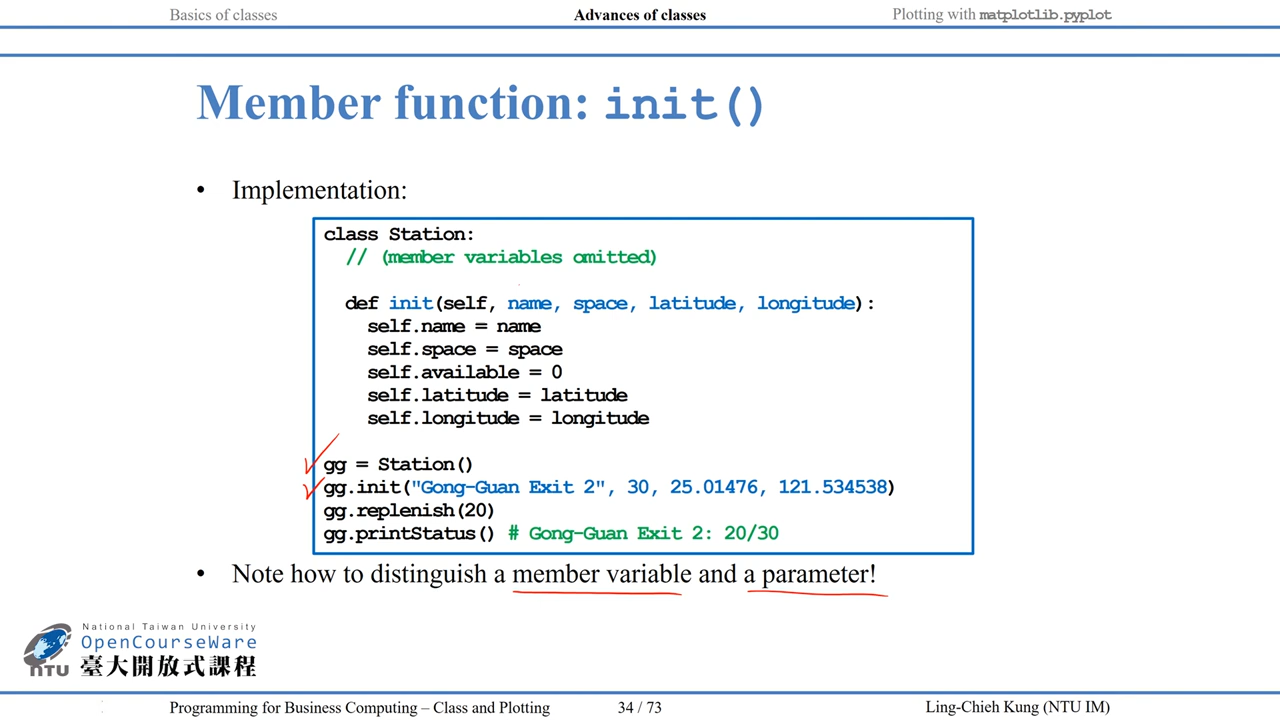 Basics of classes
Advances of classes
Plotting with matplotlib.pyplot
Member function: init()
• Implementation:
class Station:
// (member variables omitted)
def init(self, name, space, latitude, longitude):
self.name = name
self.space = space
self.available = 0
self.latitude = latitude
self.longitude = longitude
gg = Station()
gg.init("Gong-Guan Exit 2", 30, 25.01476, 121.534538)
gg.replenish(20)
gg.printStatus() # Gong-Guan Exit 2: 20/30
• Note how to distinguish a member variable and a parameter!
National Taiwan University
OpenCourseWare
NTU 臺大開放式課程
Programming for Business Computing – Class and Plotting
34 / 73
Ling-Chieh Kung (NTU IM)